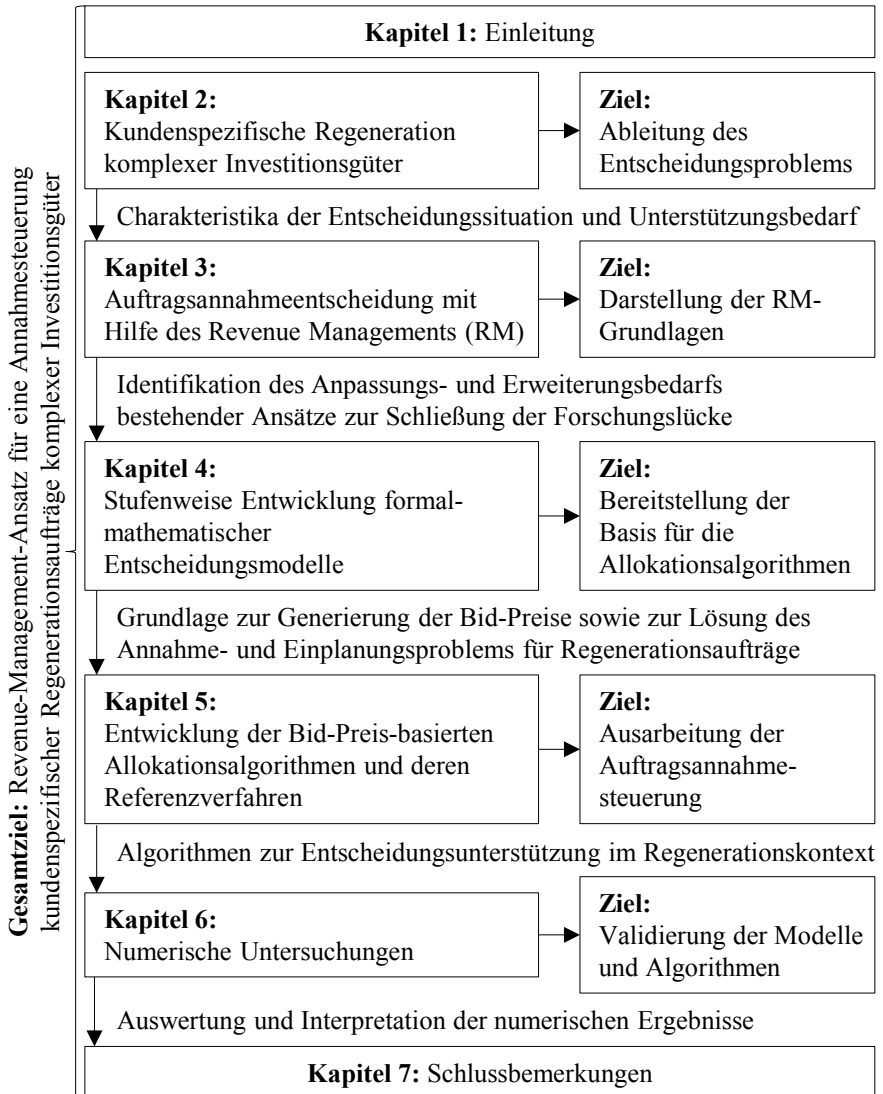 Gesamtziel: Revenue-Management-Ansatz für eine Annahmesteuerung
kundenspezifischer Regenerationsaufträge komplexer Investitionsgüter
Kapitel 1: Einleitung
Kapitel 2:
Kundenspezifische Regeneration
komplexer Investitionsgüter
Ziel:
Ableitung des
Entscheidungsproblems
Charakteristika der Entscheidungssituation und Unterstützungsbedarf
Kapitel 3:
Auftragsannahmeentscheidung mit
Hilfe des Revenue Managements (RM)
Ziel:
Darstellung der RM-
Grundlagen
Identifikation des Anpassungs- und Erweiterungsbedarfs
bestehender Ansätze zur Schließung der Forschungslücke
Kapitel 4:
Stufenweise Entwicklung formal-
mathematischer
Entscheidungsmodelle
Ziel:
Bereitstellung der
Basis für die
Allokationsalgorithmen
Grundlage zur Generierung der Bid-Preise sowie zur Lösung des
Annahme- und Einplanungsproblems für Regenerationsaufträge
Kapitel 5:
Entwicklung der Bid-Preis-basierten
Allokationsalgorithmen und deren
Referenzverfahren
Ziel:
Ausarbeitung der
Auftragsannahme-
steuerung
Algorithmen zur Entscheidungsunterstützung im Regenerationskontext
Kapitel 6:
Numerische Untersuchungen
Ziel:
Validierung der Modelle
und Algorithmen
Auswertung und Interpretation der numerischen Ergebnisse
Kapitel 7: Schlussbemerkungen